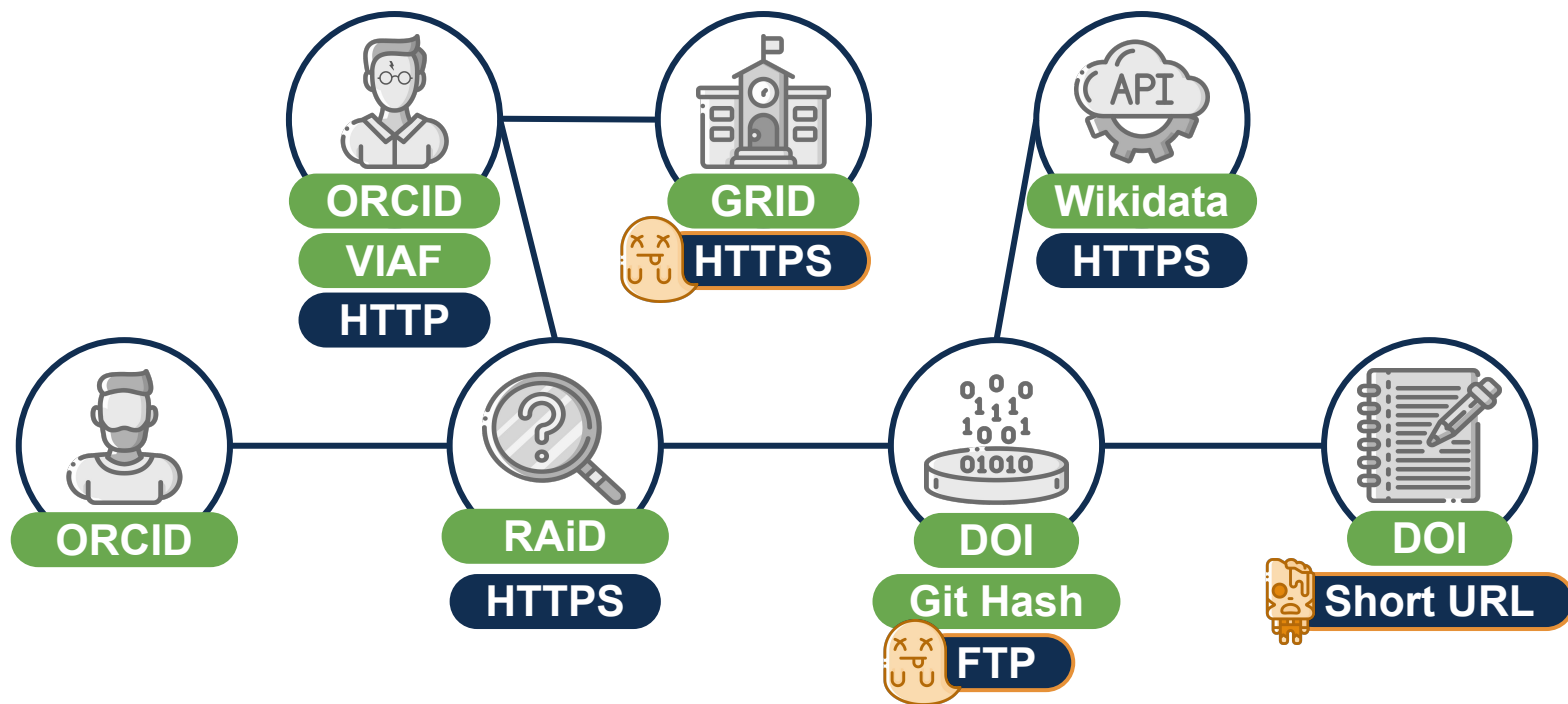 API
ORCID
VIAF
HTTP
GRID
HTTPS
Wikidata
HTTPS
ORCID
?
RAiD
HTTPS
0 0 0
1 1 1 0
1 0 0 1
01010
DOI
Git Hash
FTP
DOI
Short URL